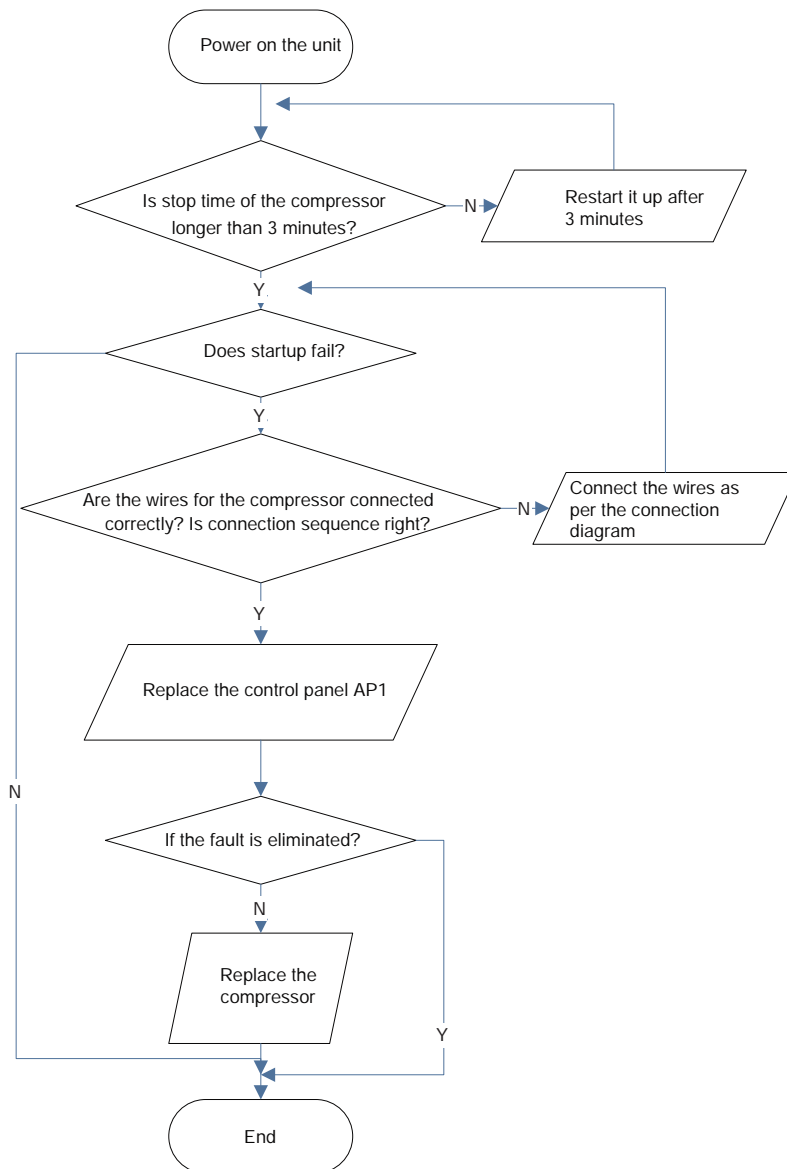 Power on the unit
Is stop time of the compressor
longer than 3 minutes?
N
Restart it up after
3 minutes
Y
Does startup fail?
Y
Are the wires for the compressor connected
correctly? Is connection sequence right?
N
Connect the wires as
per the connection
diagram
Y
Replace the control panel AP1
N
If the fault is eliminated?
N
Replace the
compressor
Y
End